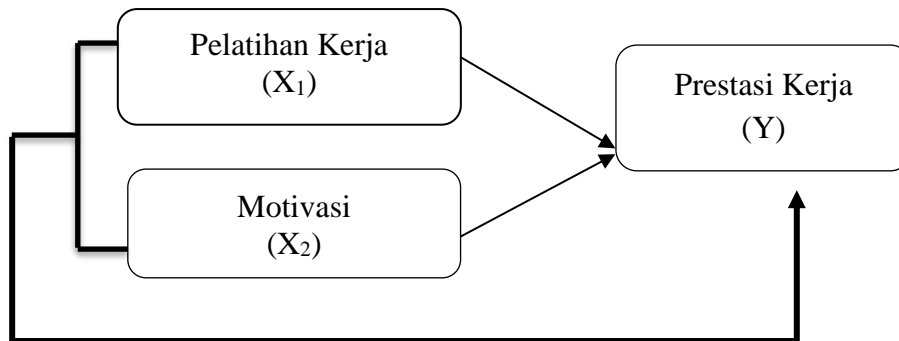 Pelatihan Kerja
(X₁)
Prestasi Kerja
(Y)
Motivasi
(X₂)